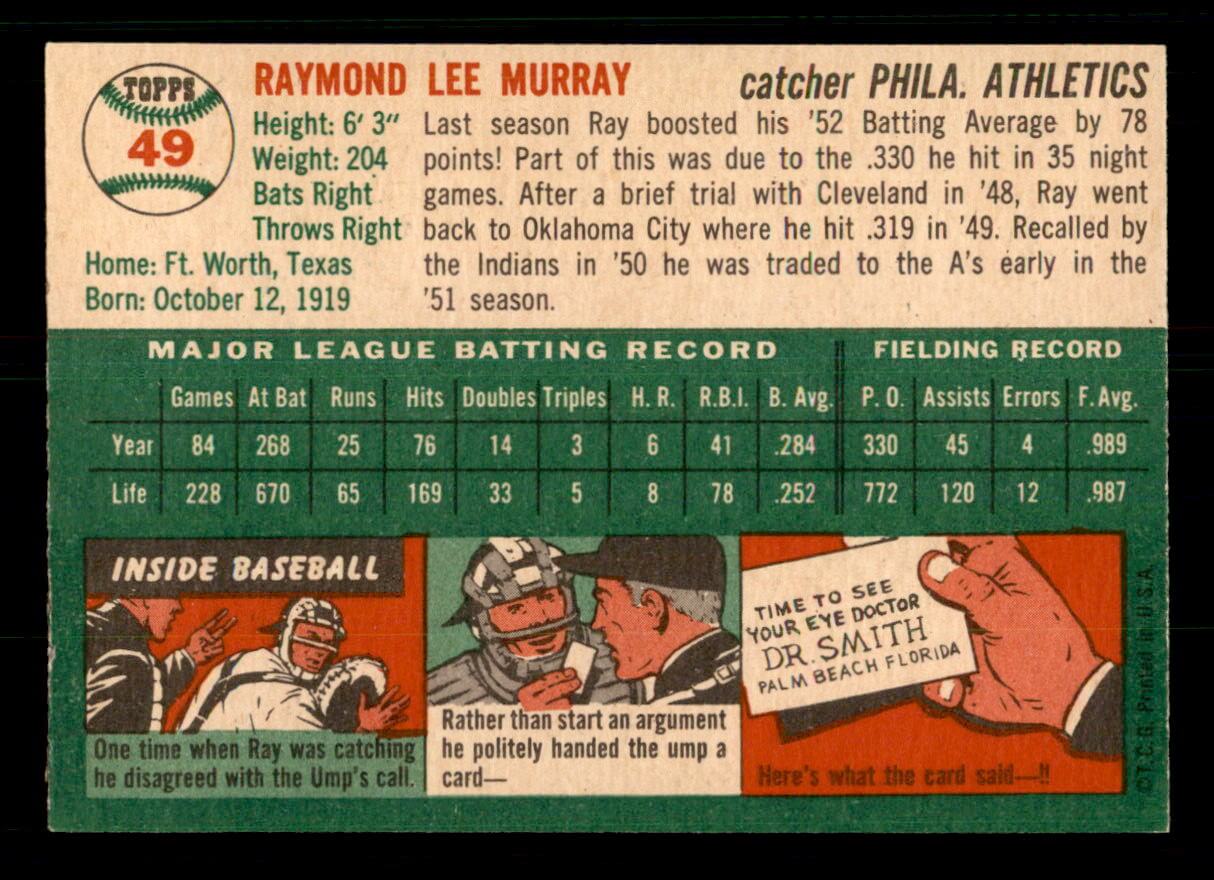 TOPPS
49
RAYMOND LEE MURRAY
catcher PHILA. ATHLETICS
Height: 6' 3"
Weight: 204
Bats Right
Throws Right
Home: Ft. Worth, Texas
Born: October 12, 1919
Last season Ray boosted his '52 Batting Average by 78
points! Part of this was due to the .330 he hit in 35 night
games. After a brief trial with Cleveland in '48, Ray went
back to Oklahoma City where he hit .319 in '49. Recalled by
the Indians in '50 he was traded to the A's early in the
'51 season.
MAJOR LEAGUE BATTING RECORD FIELDING RECORD
Games At Bat Runs Hits Doubles Triples H. R. R.B.I. B. Avg. P. O. Assists Errors F. Avg.
Year 84 268 25 76 14 3 6 41 .284 330 45 4 .989
Life 228 670 65 169 33 5 8 78 .252 772 120 12 .987
INSIDE BASEBALL
One time when Ray was catching
he disagreed with the Ump's call.
Rather than start an argument
he politely handed the ump a
card—
TIME TO SEE
YOUR EYE DOCTOR
DR. SMITH
PALM BEACH FLORIDA
Here's what the card said—!!
©T.C.G. Printed in U.S.A.